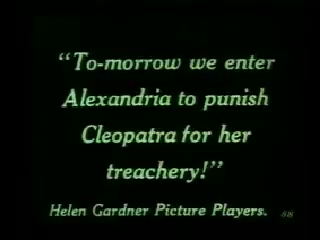 “To-morrow we enter
Alexandria to punish
Cleopatra for her
treachery!”
Helen Gardner Picture Players.